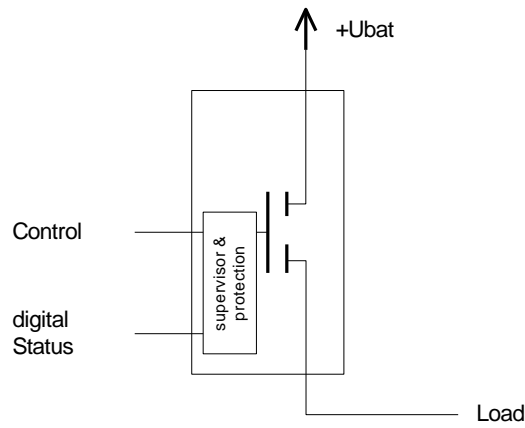 +Ubat
Control
supervisor &
protection
digital
Status
Load